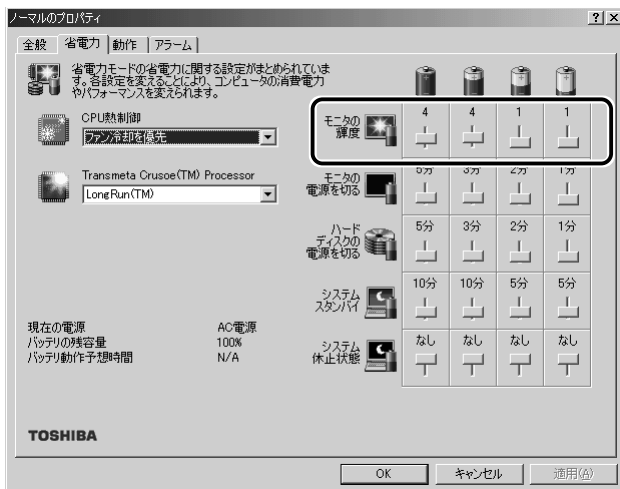 ノーマルのプロパティ
全般 省電力 動作 アラーム
省電力モードの省電力に関する設定がまとめられていま
す。各設定を変えることにより、コンピュータの消費電力
やパフォーマンスを変えられます。
CPU熱制御
ファン冷却を優先
Transmeta Crusoe(TM) Processor
LongRun(TM)
モニタの
輝度
4 4 1 1
モニタの
電源を切る
5分 3分 2分 1分
ハード
ディスクの
電源を切る
5分 3分 2分 1分
システム
スタンバイ
10分 10分 5分 5分
システム
休止状態
なし なし なし なし
現在の電源 AC電源
バッテリの残容量 100%
バッテリ動作予想時間 N/A
TOSHIBA
OK キャンセル 適用(A)